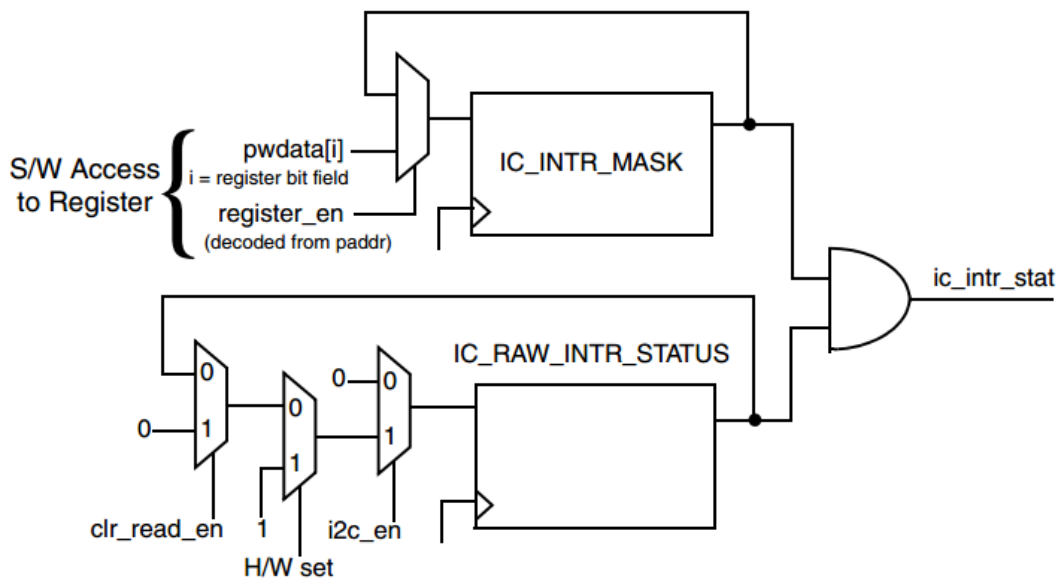 S/W Access
to Register
pwdata[i]
i = register bit field
register_en
(decoded from paddr)
IC_INTR_MASK
ic_intr_stat
IC_RAW_INTR_STATUS
0
0
1
0
1
0
0
1
clr_read_en
1
H/W set
i2c_en